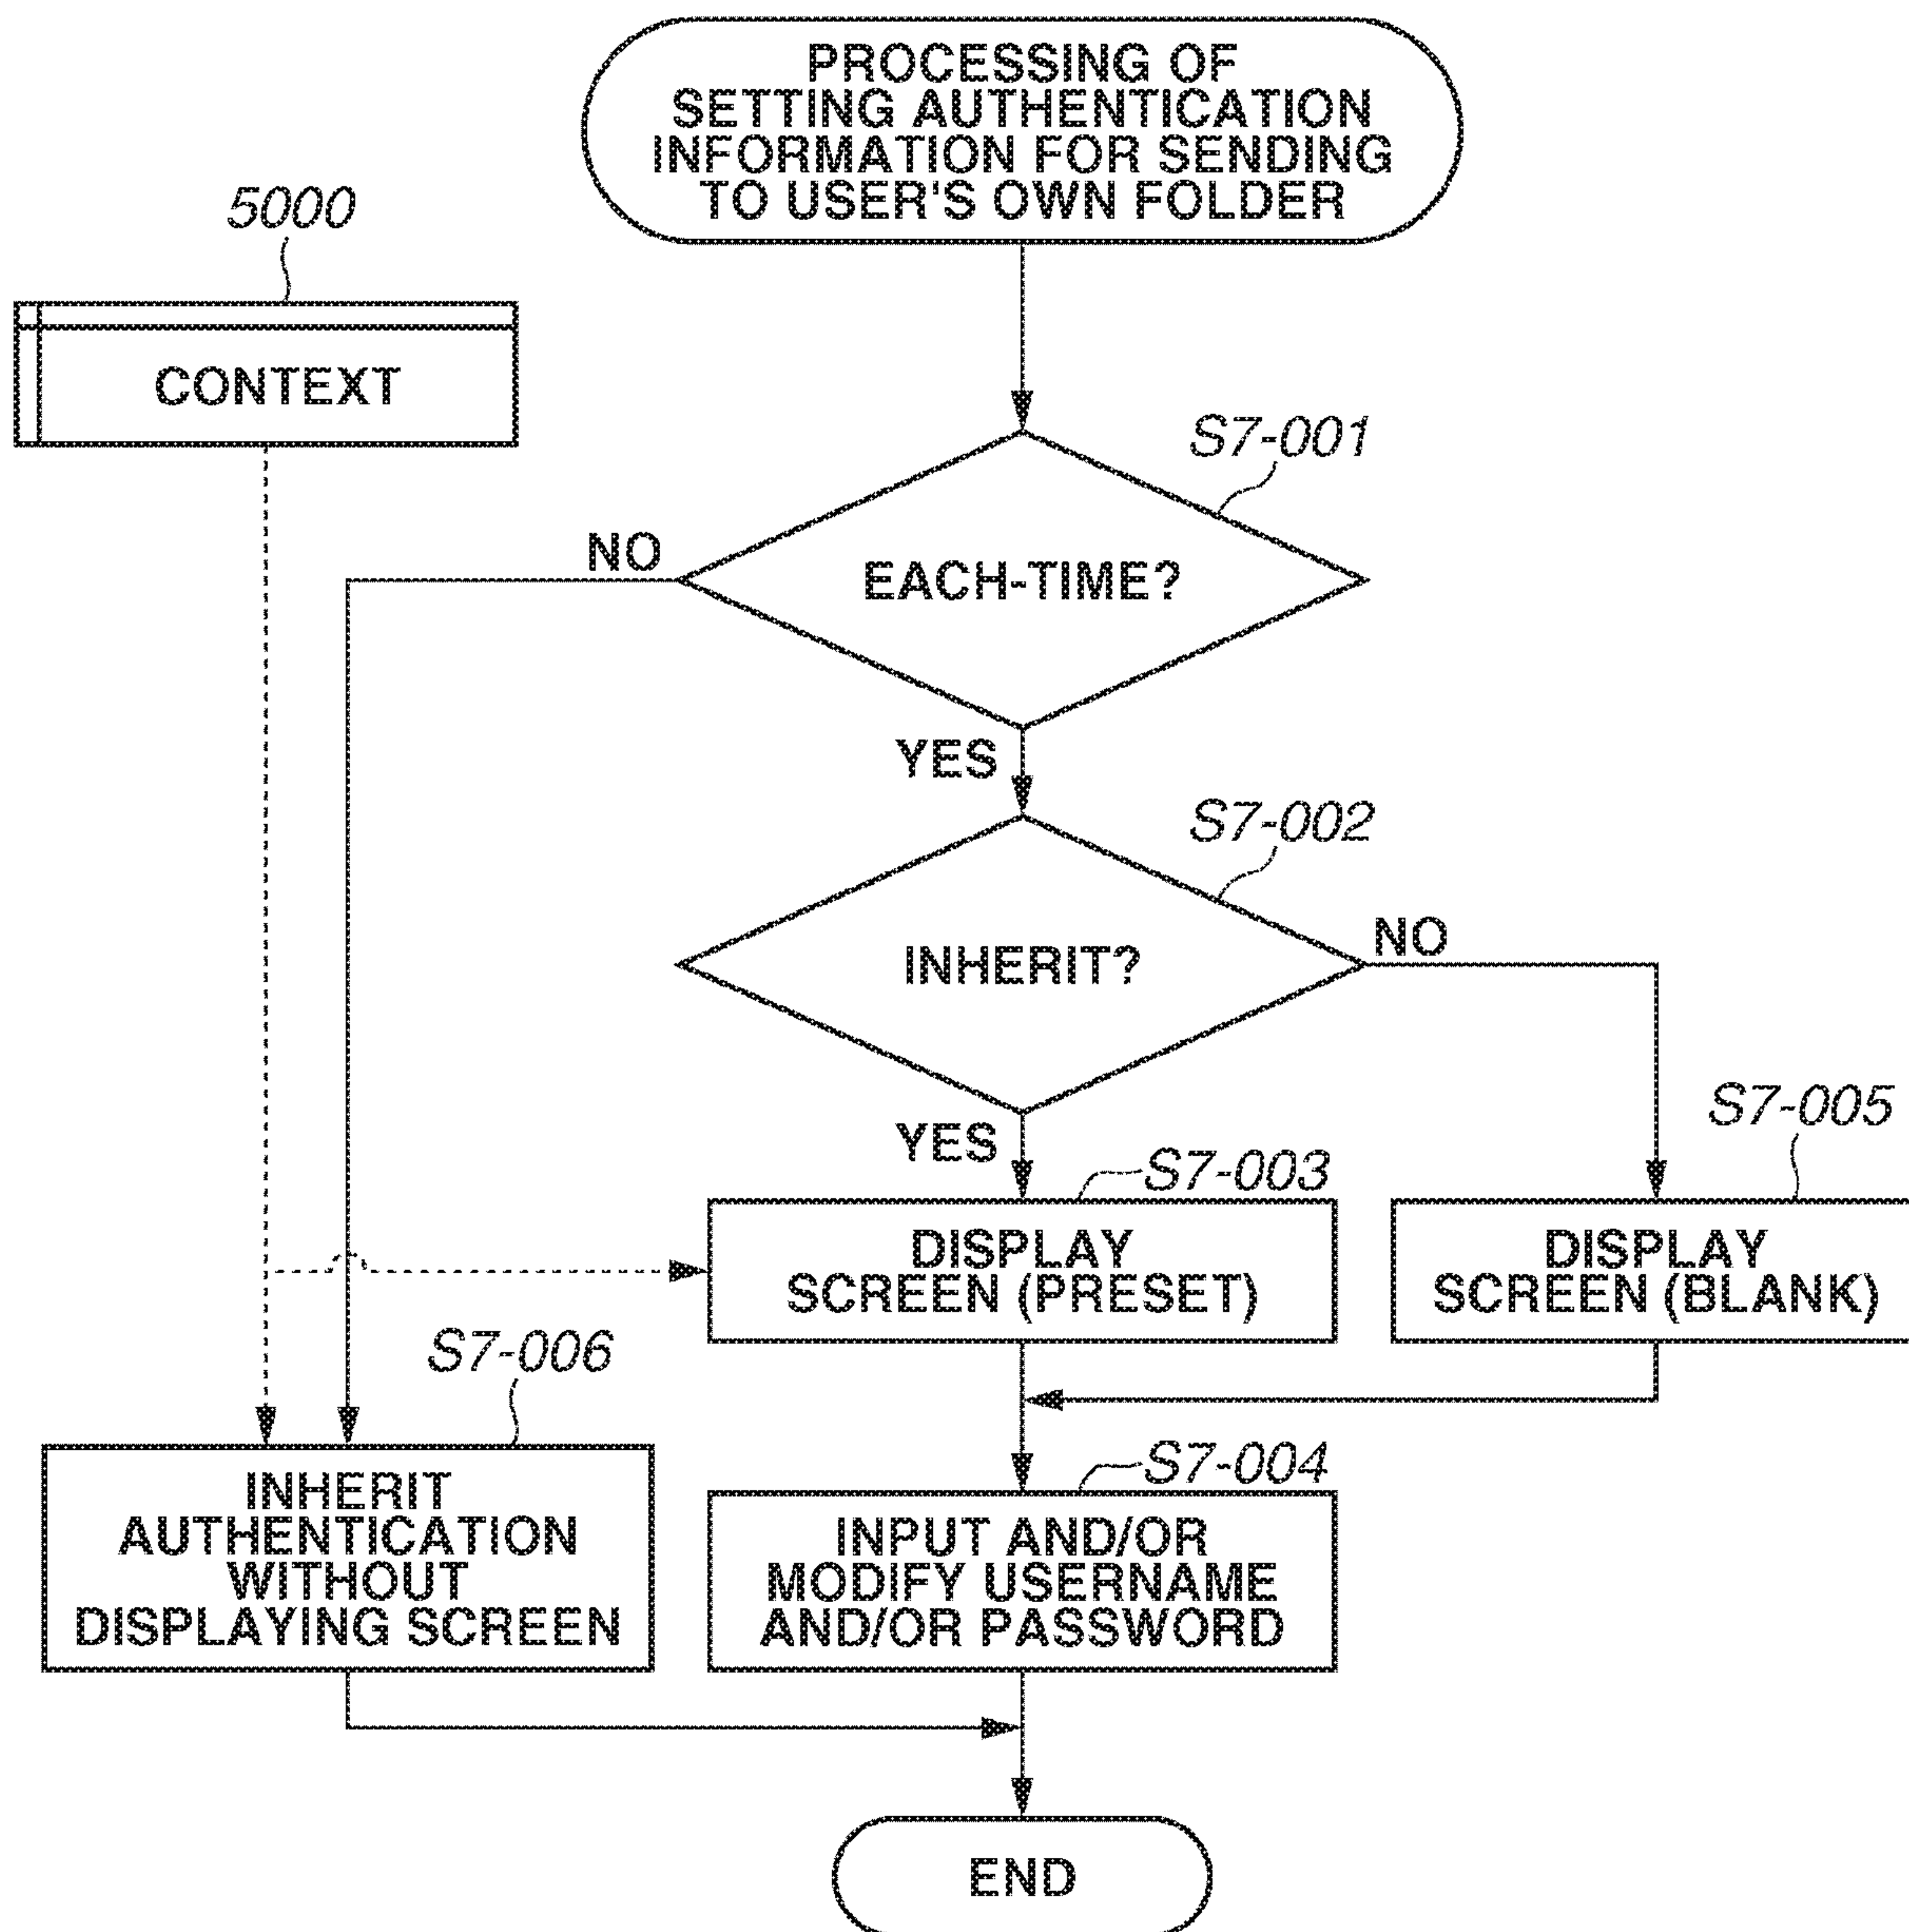 PROCESSING OF
SETTING AUTHENTICATION
INFORMATION FOR SENDING
TO USER'S OWN FOLDER
5000
CONTEXT
S7-001
NO
EACH-TIME?
YES
S7-002
NO
INHERIT?
YES
S7-005
S7-003
DISPLAY
SCREEN (PRESET)
DISPLAY
SCREEN (BLANK)
S7-006
INHERIT
AUTHENTICATION
WITHOUT
DISPLAYING SCREEN
S7-004
INPUT AND/OR
MODIFY USERNAME
AND/OR PASSWORD
END